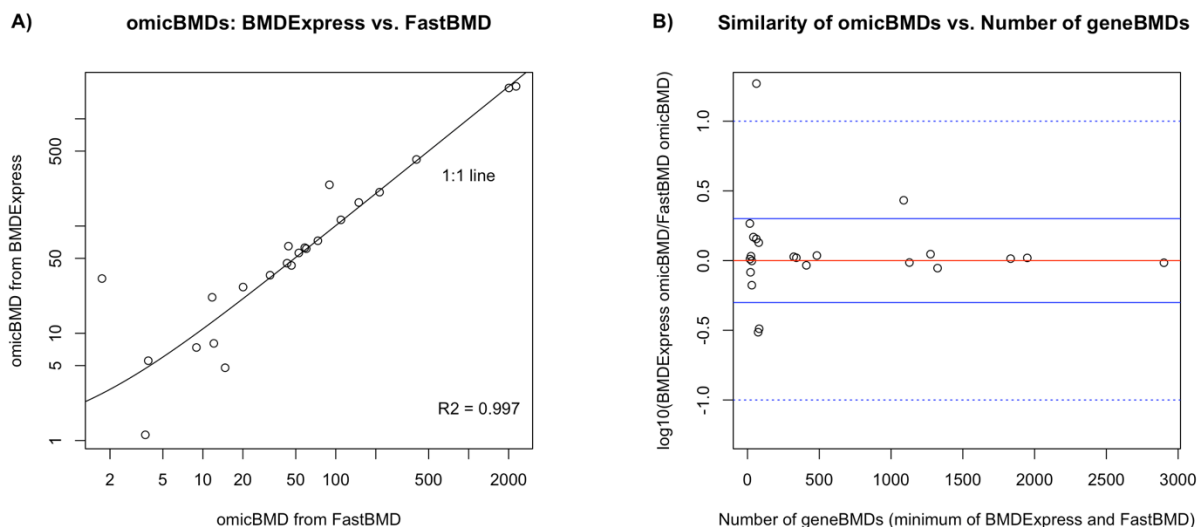 A)
omicBMDs: BMDExpress vs. FastBMD
omicBMD from BMDExpress
500
50
10
5
1
1:1 line
R2 = 0.997
2
5
10
20
50
100
500
2000
omicBMD from FastBMD
B)
Similarity of omicBMDs vs. Number of geneBMDs
log10(BMDExpress omicBMD/FastBMD omicBMD)
1.0
0.5
0.0
-0.5
-1.0
0
500
1000
1500
2000
2500
3000
Number of geneBMDs (minimum of BMDExpress and FastBMD)